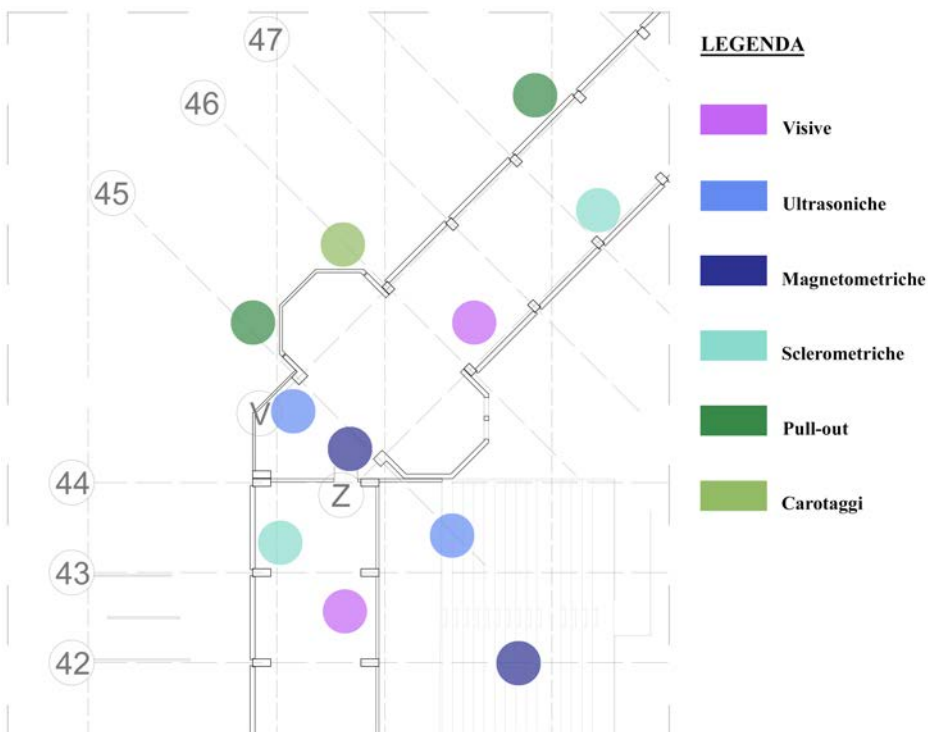 47
46
45
V
Z
44
43
42
LEGENDA
Visive
Ultrasoniche
Magnetometriche
Sclerometriche
Pull-out
Carotaggi